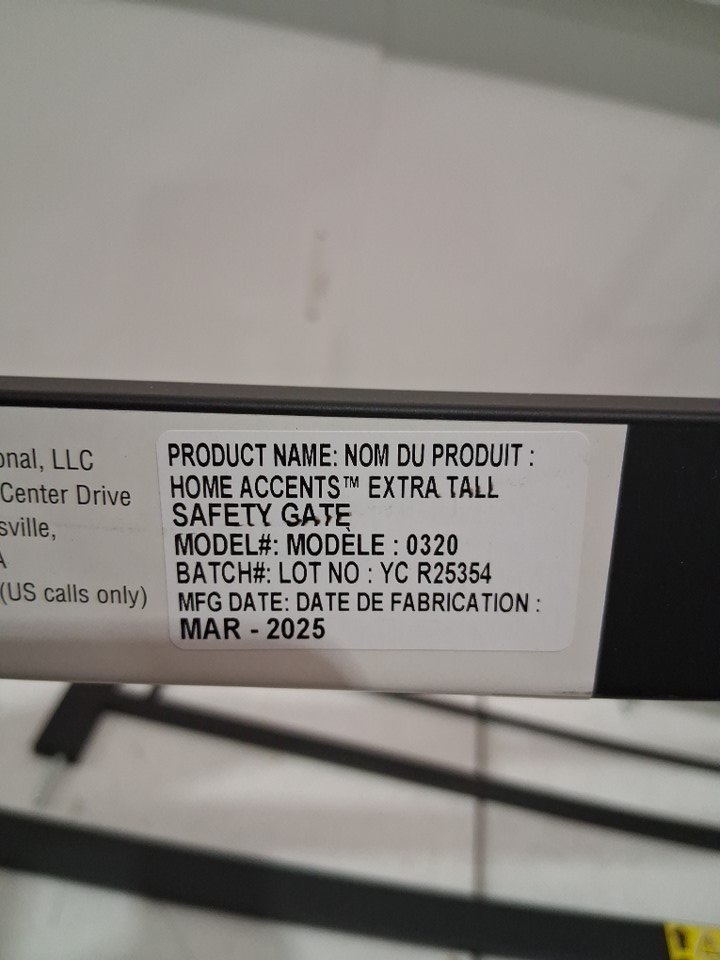 onal, LLC
Center Drive
sville,
A
(US calls only)
PRODUCT NAME: NOM DU PRODUIT :
HOME ACCENTS™ EXTRA TALL
SAFETY GATE
MODEL#: MODÈLE : 0320
BATCH#: LOT NO : YC R25354
MFG DATE: DATE DE FABRICATION :
MAR - 2025